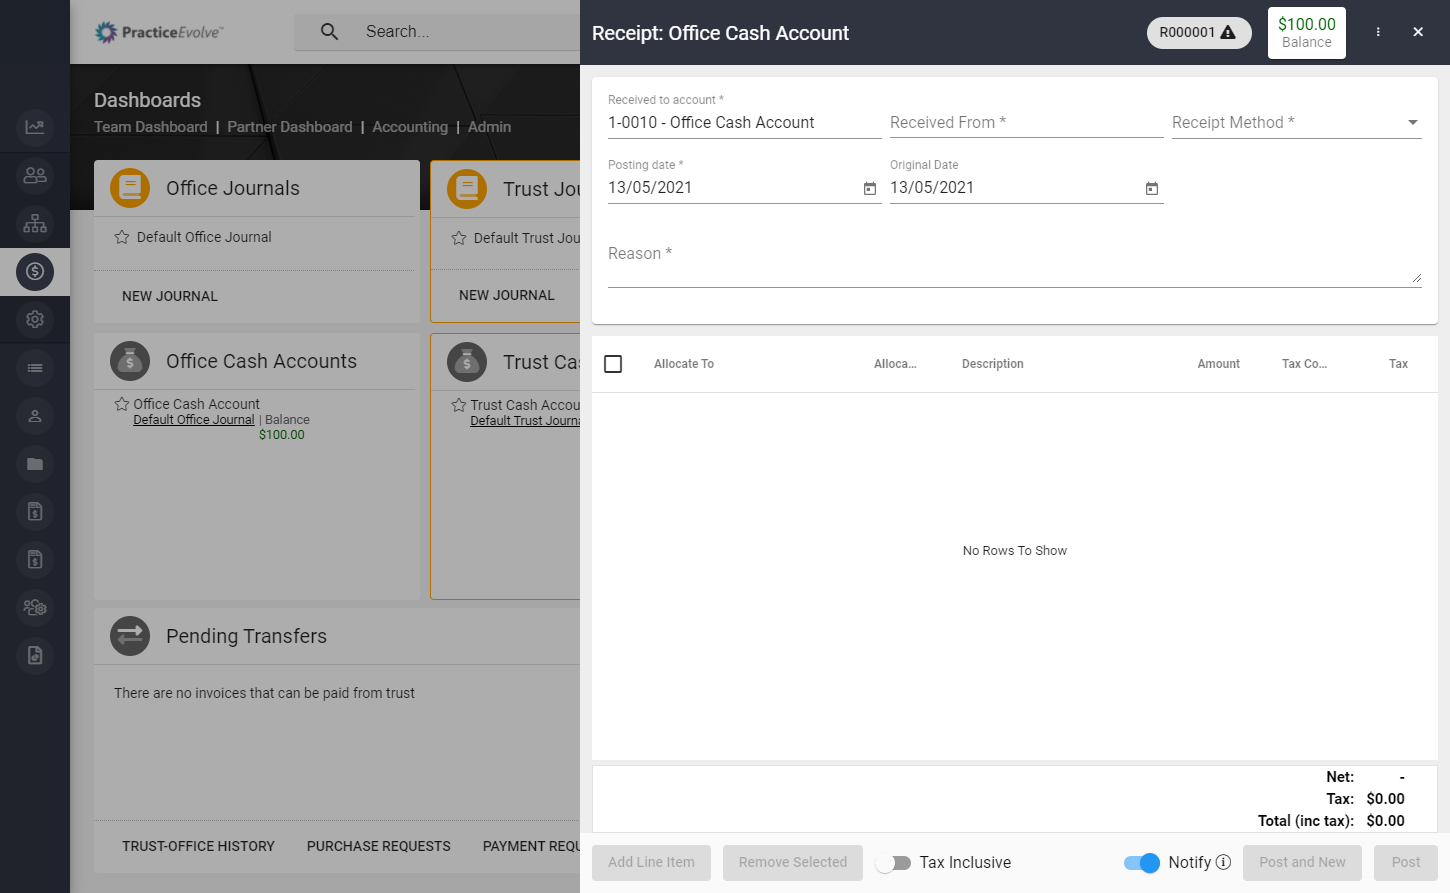 PracticeEvolve™
Search...
Dashboards
Team Dashboard | Partner Dashboard | Accounting | Admin
Office Journals
Default Office Journal
NEW JOURNAL
Trust Jou
Default Trust Jou
NEW JOURNAL
Office Cash Accounts
Office Cash Account
Default Office Journal | Balance
$100.00
Trust Cas
Trust Cash Accou
Default Trust Journa
Pending Transfers
There are no invoices that can be paid from trust
TRUST-OFFICE HISTORY PURCHASE REQUESTS PAYMENT REQU
Receipt: Office Cash Account
R000001
$100.00
Balance
Received to account *
1-0010 - Office Cash Account
Received From *
Receipt Method *
Posting date *
13/05/2021
Original Date
13/05/2021
Reason *
Allocate To Alloca... Description Amount Tax Co... Tax
No Rows To Show
Net: -
Tax: $0.00
Total (inc tax): $0.00
Add Line Item Remove Selected Tax Inclusive Notify Post and New Post